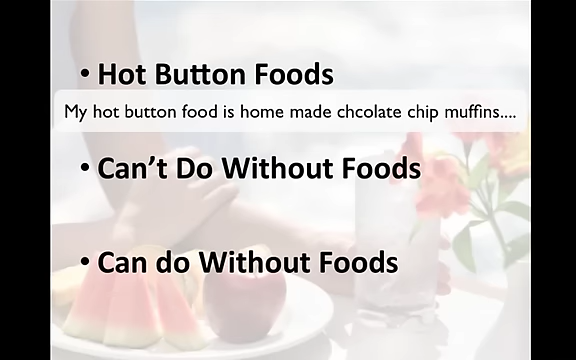 • Hot Button Foods
My hot button food is home made chcolate chip muffins....
• Can't Do Without Foods
• Can do Without Foods